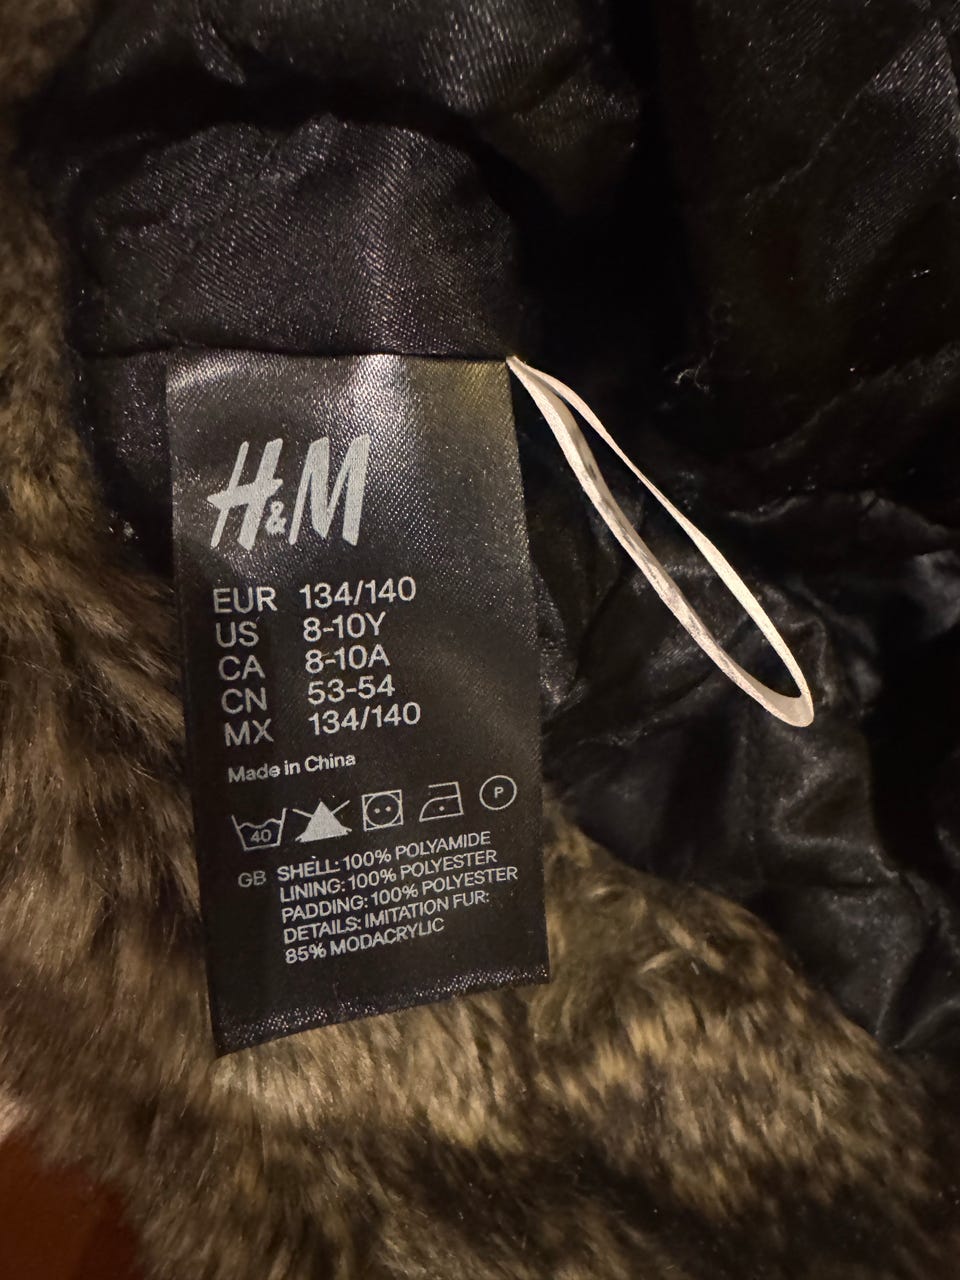 H&M
EUR 134/140
US 8-10Y
CA 8-10A
CN 53-54
MX 134/140
Made in China
40 P
GB SHELL: 100% POLYAMIDE
LINING: 100% POLYESTER
PADDING: 100% POLYESTER
DETAILS: IMITATION FUR:
85% MODACRYLIC